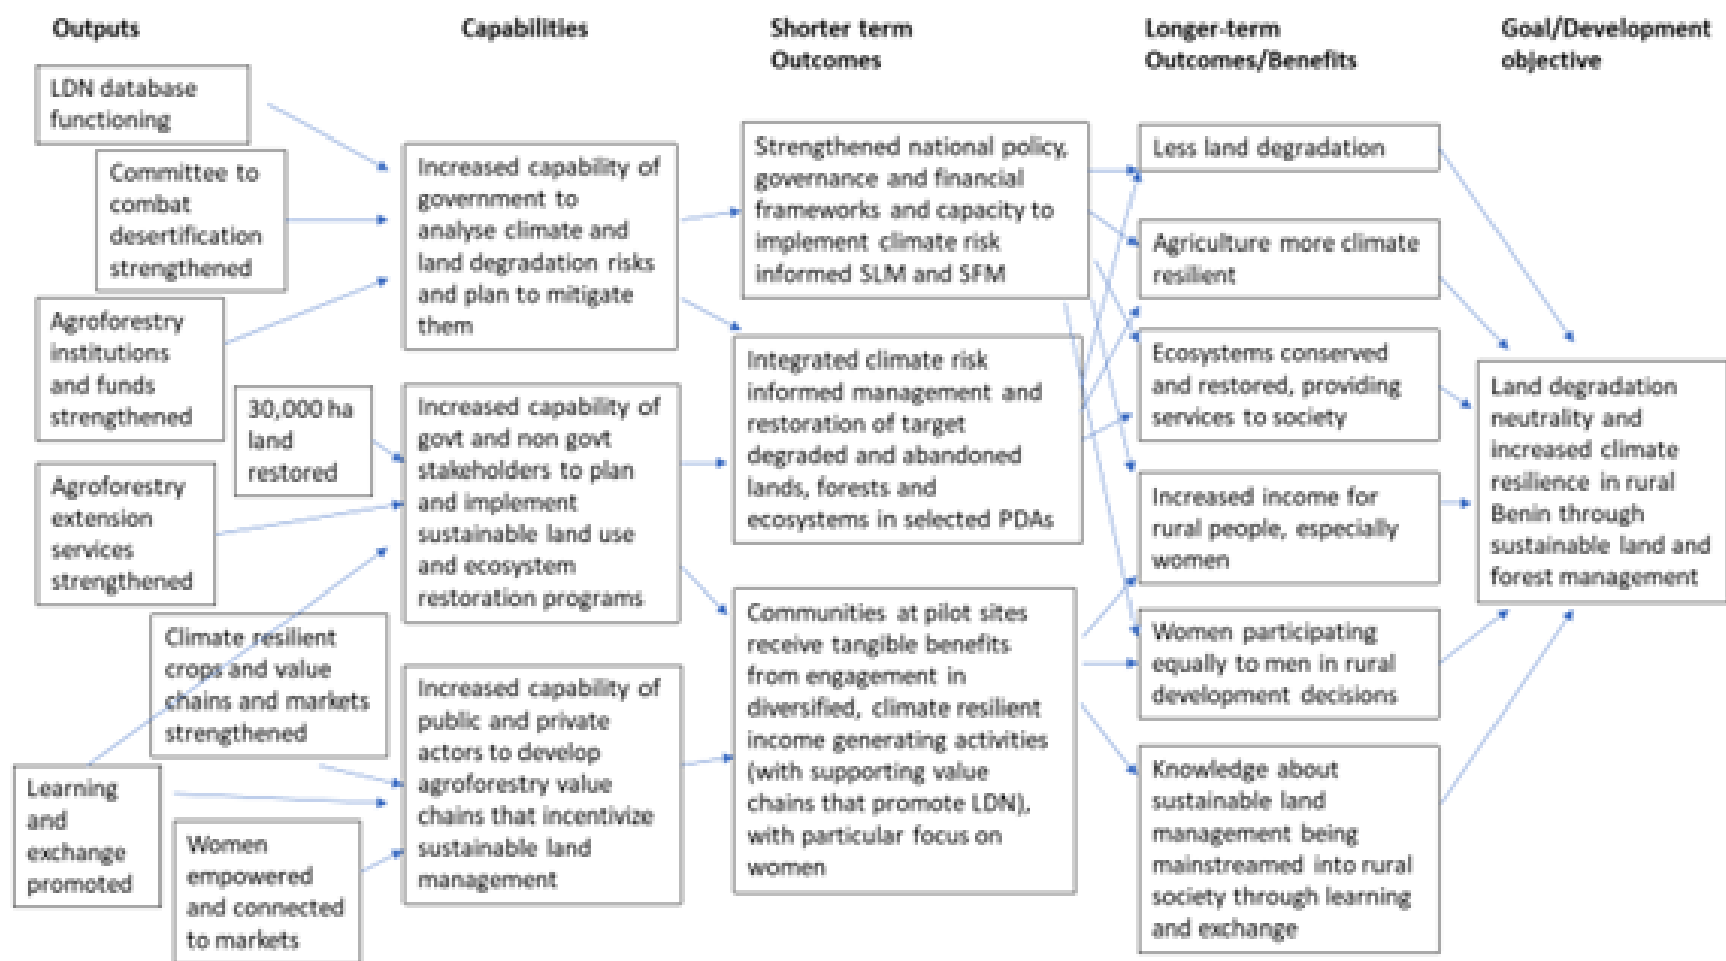 Outputs
Capabilities
Shorter term
Outcomes
Longer-term
Outcomes/Benefits
Goal/Development
objective
LDN database
functioning
Committee to
combat
desertification
strengthened
Agroforestry
institutions
and funds
strengthened
30,000 ha
land
restored
Agroforestry
extension
services
strengthened
Climate resilient
crops and value
chains and markets
strengthened
Learning
and
exchange
promoted
Women
empowered
and connected
to markets
Increased capability of
government to
analyse climate and
land degradation risks
and plan to mitigate
them
Increased capability of
govt and non govt
stakeholders to plan
and implement
sustainable land use
and ecosystem
restoration programs
Increased capability of
public and private
actors to develop
agroforestry value
chains that incentivize
sustainable land
management
Strengthened national policy,
governance and financial
frameworks and capacity to
implement climate risk
informed SLM and SFM
Integrated climate risk
informed management and
restoration of target
degraded and abandoned
lands, forests and
ecosystems in selected PDAs
Communities at pilot sites
receive tangible benefits
from engagement in
diversified, climate resilient
income generating activities
(with supporting value
chains that promote LDN),
with particular focus on
women
Less land degradation
Agriculture more climate
resilient
Ecosystems conserved
and restored, providing
services to society
Increased income for
rural people, especially
women
Women participating
equally to men in rural
development decisions
Knowledge about
sustainable land
management being
mainstreamed into rural
society through learning
and exchange
Land degradation
neutrality and
increased climate
resilience in rural
Benin through
sustainable land and
forest management